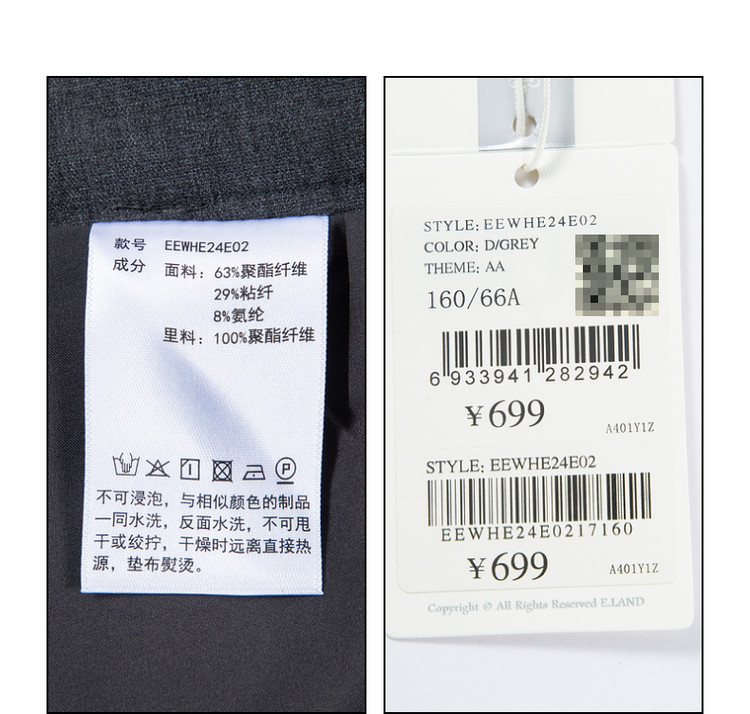 款号 EEWHE24E02
成分 面料：63%聚酯纤维
29%粘纤
8%氨纶
里料：100%聚酯纤维
P
不可浸泡，与相似颜色的制品
一同水洗，反面水洗，不可甩
干或绞拧，干燥时远离直接热
源，垫布熨烫。
STYLE: EEWHE24E02
COLOR: D/GREY
THEME: AA
160/66A
6 933941 282942
¥699
A401Y1Z
STYLE: EEWHE24E02
EEWHE24E0217160
¥699
A401Y1Z
Copyright @ All Rights Reserved E.LAND